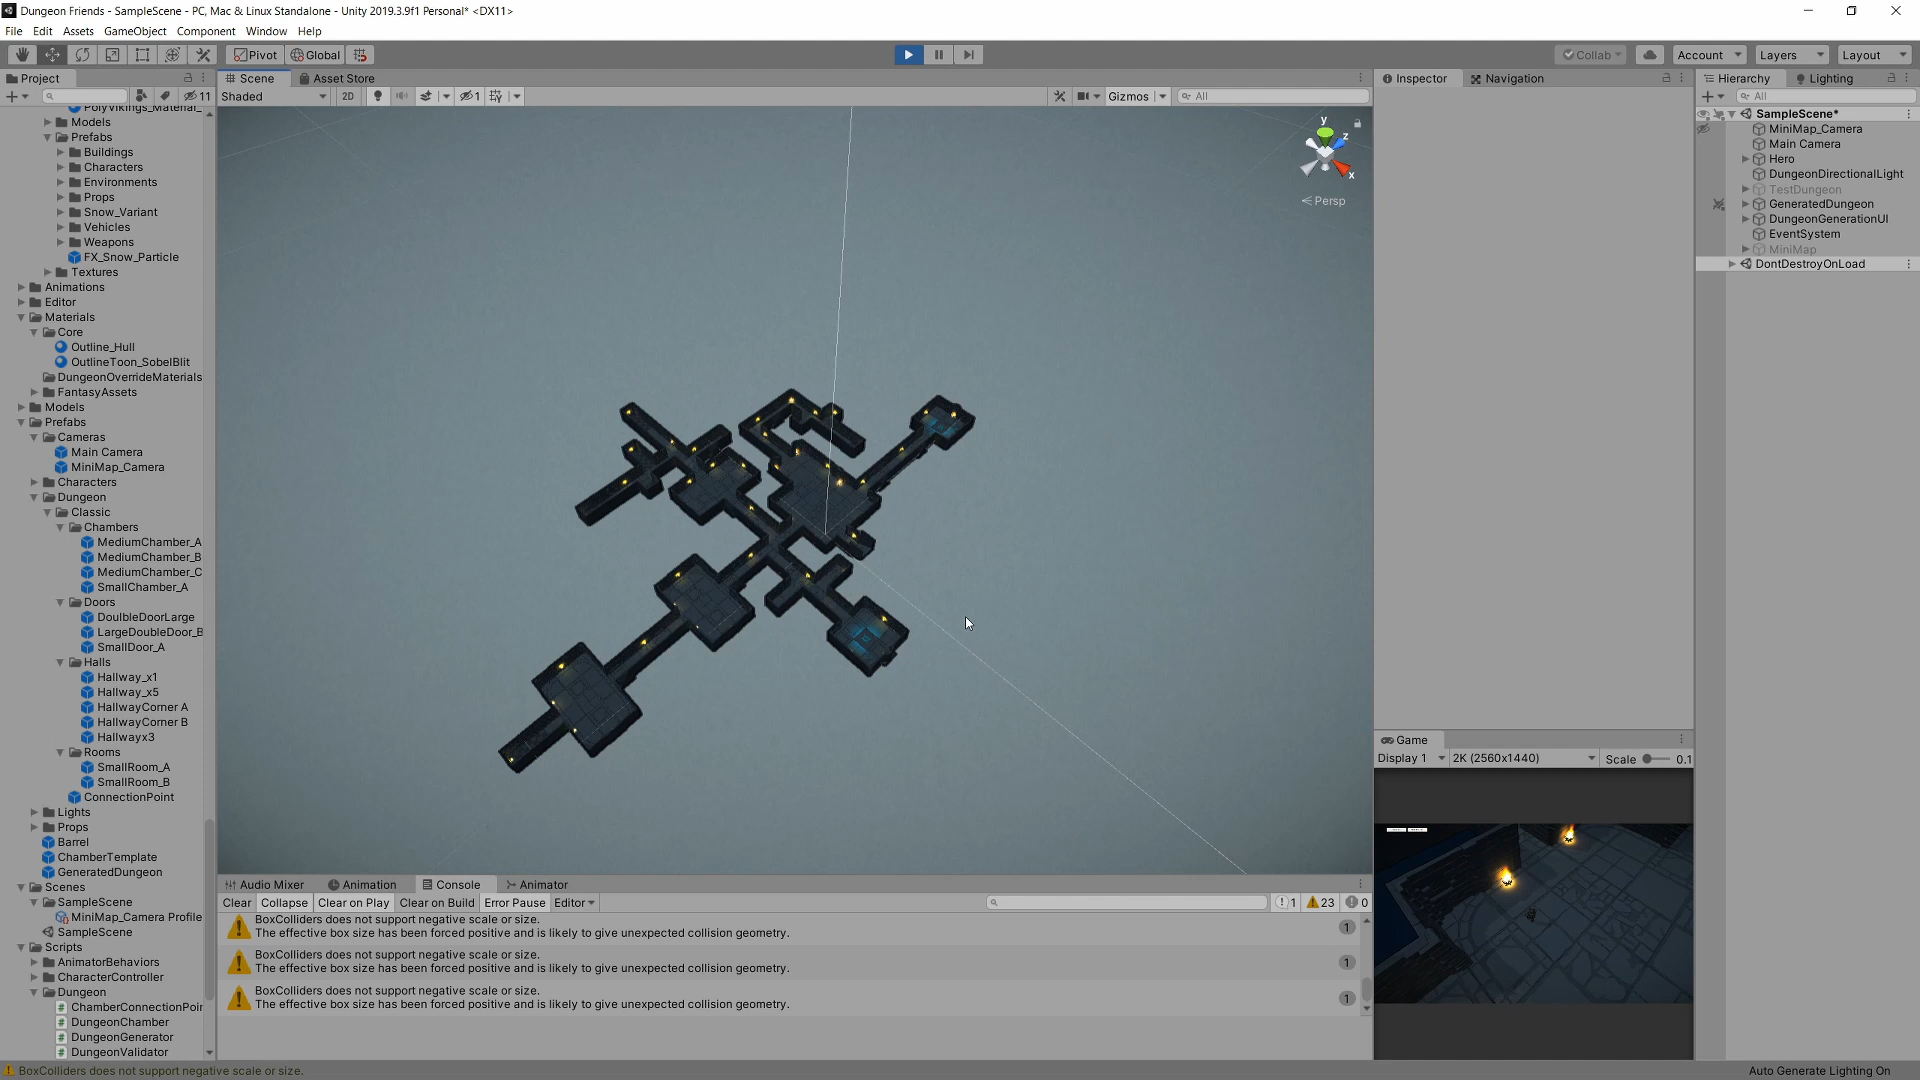 Dungeon Friends - SampleScene - PC, Mac & Linux Standalone - Unity 2019.3.9f1 Personal* <DX11>
File Edit Assets GameObject Component Window Help
Pivot Global Collab Account Layers Layout
Project
11
PolyVikings_Material_
Models
Prefabs
Buildings
Characters
Environments
Props
Snow_Variant
Vehicles
Weapons
FX_Snow_Particle
Textures
Animations
Editor
Materials
Core
Outline_Hull
OutlineToon_SobelBlit
DungeonOverrideMaterials
FantasyAssets
Models
Prefabs
Cameras
Main Camera
MiniMap_Camera
Characters
Dungeon
Classic
Chambers
MediumChamber_A
MediumChamber_B
MediumChamber_C
SmallChamber_A
Doors
DoulbleDoorLarge
LargeDoubleDoor_B
SmallDoor_A
Halls
Hallway_x1
Hallway_x5
HallwayCorner A
HallwayCorner B
Hallwayx3
Rooms
SmallRoom_A
SmallRoom_B
ConnectionPoint
Lights
Props
Barrel
ChamberTemplate
GeneratedDungeon
Scenes
SampleScene
MiniMap_Camera Profile
SampleScene
Scripts
AnimatorBehaviors
CharacterController
Dungeon
ChamberConnectionPoin
DungeonChamber
DungeonGenerator
DungeonValidator
Scene Asset Store
Shaded 2D 1 Gizmos All
y
z
x
Persp
Audio Mixer Animation Console Animator
Clear Collapse Clear on Play Clear on Build Error Pause Editor 1 23 0
BoxColliders does not support negative scale or size.
The effective box size has been forced positive and is likely to give unexpected collision geometry.
1
BoxColliders does not support negative scale or size.
The effective box size has been forced positive and is likely to give unexpected collision geometry.
1
BoxColliders does not support negative scale or size.
The effective box size has been forced positive and is likely to give unexpected collision geometry.
1
Inspector Navigation
Game
Display 1 2K (2560x1440) Scale 0.1
Hierarchy Lighting
All
SampleScene*
MiniMap_Camera
Main Camera
Hero
DungeonDirectionalLight
TestDungeon
GeneratedDungeon
DungeonGenerationUI
EventSystem
MiniMap
DontDestroyOnLoad
BoxColliders does not support negative scale or size.
Auto Generate Lighting On